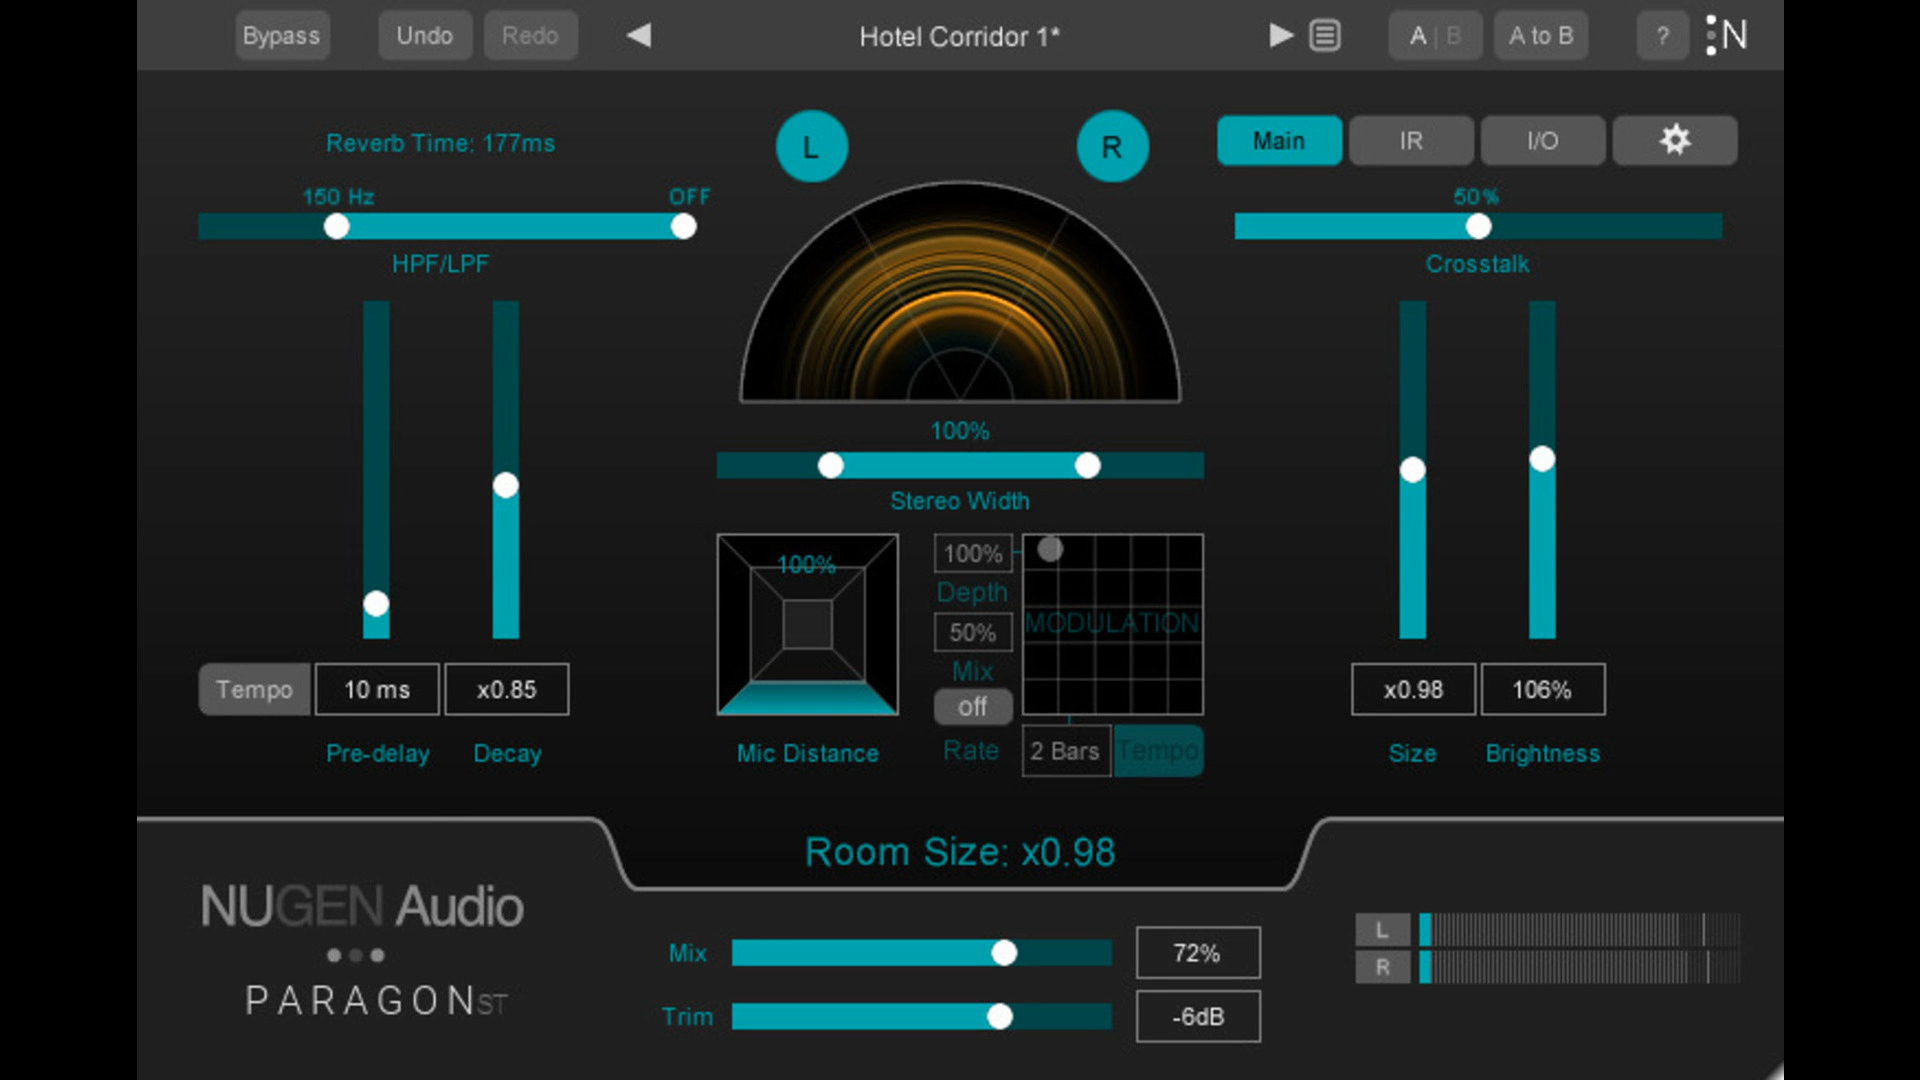 Bypass
Undo
Redo
Hotel Corridor 1*
A | B
A to B
?
N
Reverb Time: 177ms
L
R
Main
IR
I/O
150 Hz
OFF
HPF/LPF
50%
Crosstalk
100%
Stereo Width
100%
Mic Distance
100%
Depth
50%
Mix
off
Rate
MODULATION
2 Bars
Tempo
Tempo
10 ms
x0.85
Pre-delay
Decay
x0.98
106%
Size
Brightness
Room Size: x0.98
NUGEN Audio
PARAGON ST
Mix
72%
Trim
-6dB
L
R